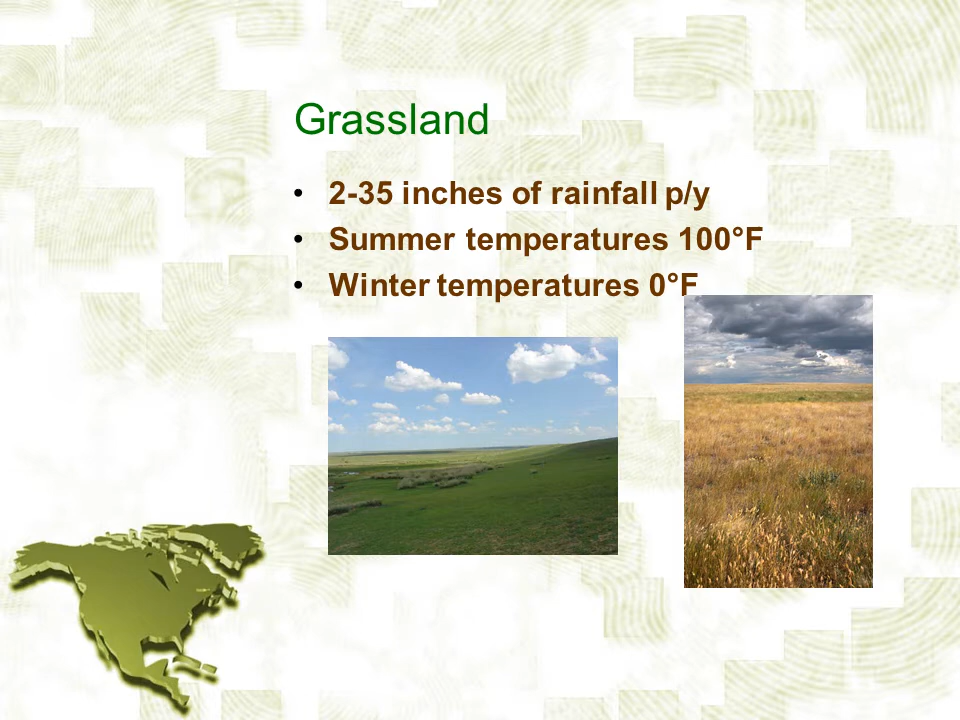 Grassland
• 2-35 inches of rainfall p/y
• Summer temperatures 100°F
• Winter temperatures 0°F